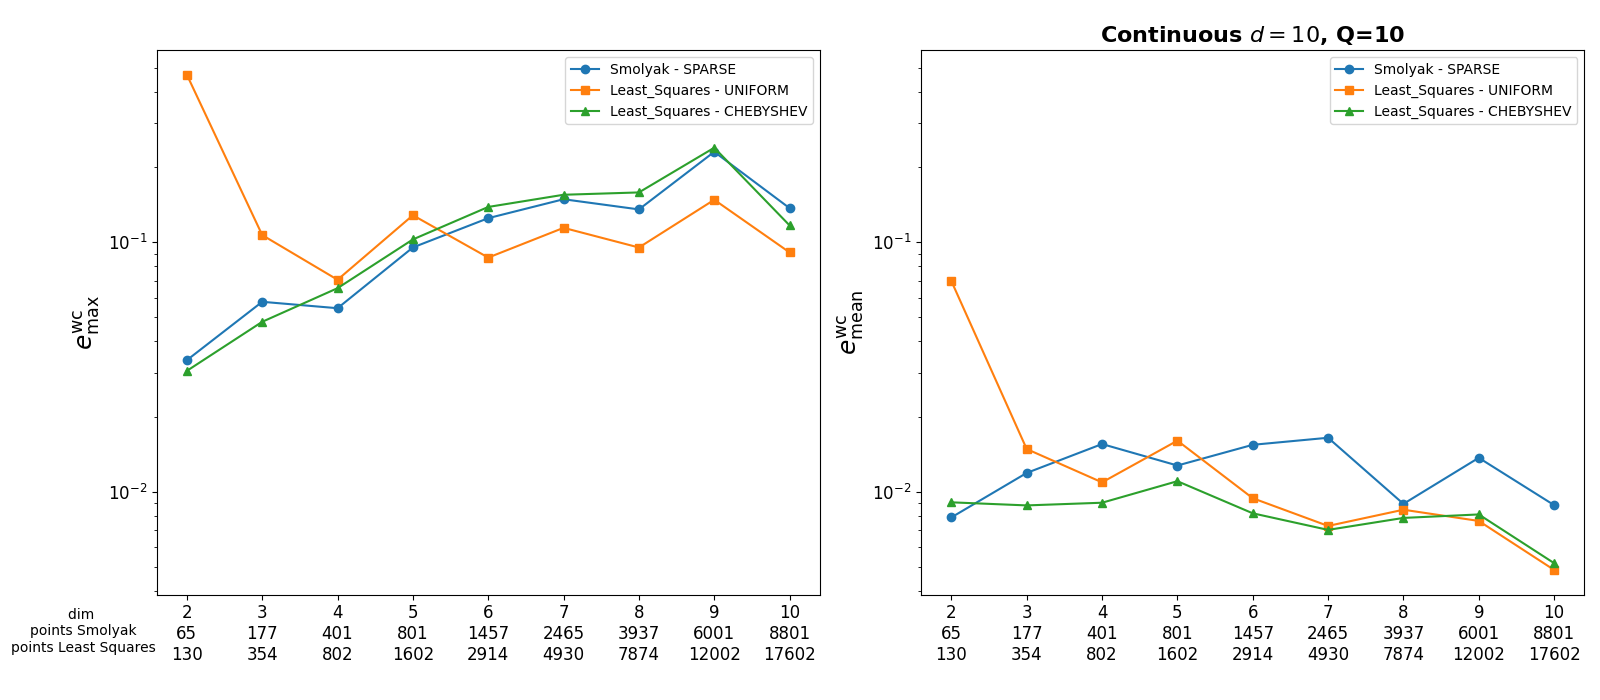 Continuous d = 10, Q=10
Smolyak - SPARSE
Least_Squares - UNIFORM
Least_Squares - CHEBYSHEV
10⁻¹
10⁻²
e^wc_max
dim 2 3 4 5 6 7 8 9 10
points Smolyak 65 177 401 801 1457 2465 3937 6001 8801
points Least Squares 130 354 802 1602 2914 4930 7874 12002 17602
Smolyak - SPARSE
Least_Squares - UNIFORM
Least_Squares - CHEBYSHEV
10⁻¹
10⁻²
e^wc_mean
2 3 4 5 6 7 8 9 10
65 177 401 801 1457 2465 3937 6001 8801
130 354 802 1602 2914 4930 7874 12002 17602